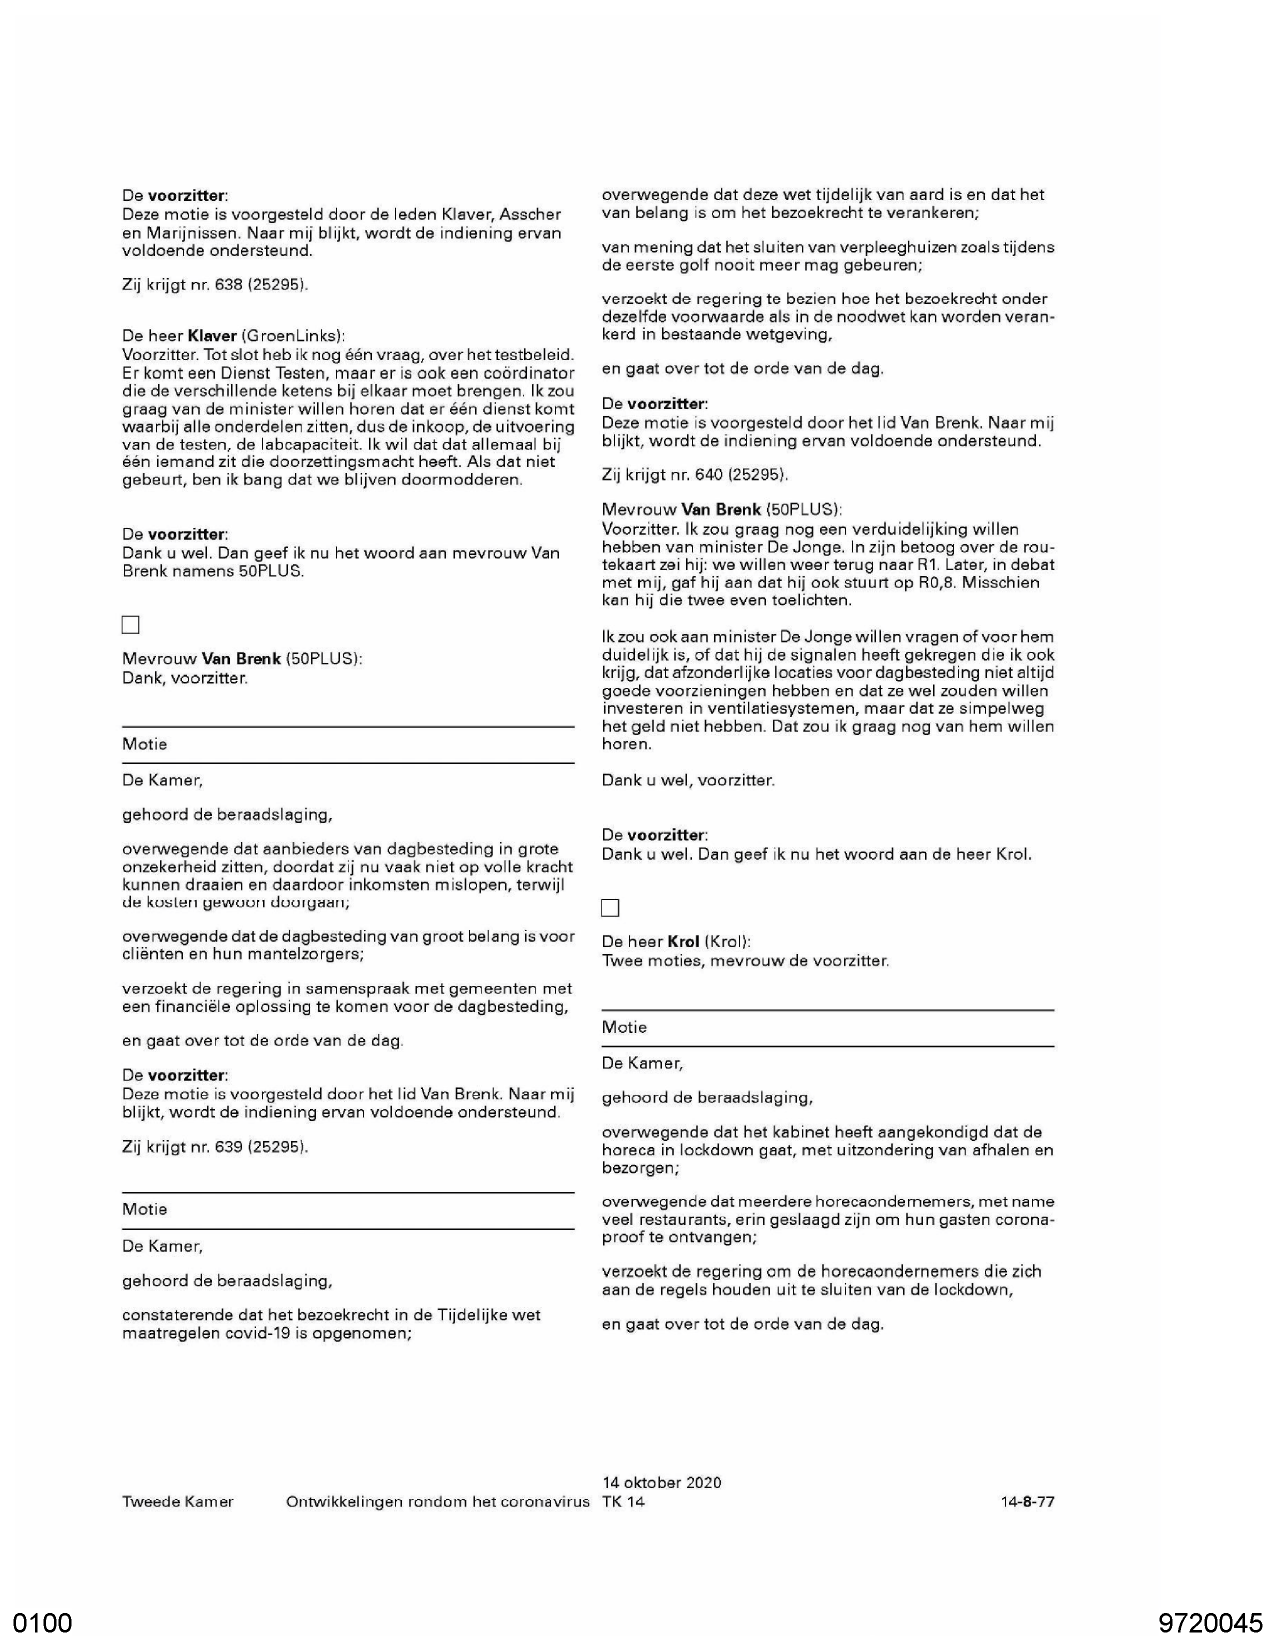 De voorzitter:
Deze motie is voorgesteld door de leden Klaver, Asscher
en Marijnissen. Naar mij blijkt, wordt de indiening ervan
voldoende ondersteund.
Zij krijgt nr. 638 (25295).
De heer Klaver (GroenLinks):
Voorzitter. Tot slot heb ik nog één vraag, over het testbeleid.
Er komt een Dienst Testen, maar er is ook een coördinator
die de verschillende ketens bij elkaar moet brengen. Ik zou
graag van de minister willen horen dat er één dienst komt
waarbij alle onderdelen zitten, dus de inkoop, de uitvoering
van de testen, de labcapaciteit. Ik wil dat dat allemaal bij
één iemand zit die doorzettingsmacht heeft. Als dat niet
gebeurt, ben ik bang dat we blijven doormodderen.
De voorzitter:
Dank u wel. Dan geef ik nu het woord aan mevrouw Van
Brenk namens 50PLUS.
Mevrouw Van Brenk (50PLUS):
Dank, voorzitter.
Motie
De Kamer,
gehoord de beraadslaging,
overwegende dat aanbieders van dagbesteding in grote
onzekerheid zitten, doordat zij nu vaak niet op volle kracht
kunnen draaien en daardoor inkomsten mislopen, terwijl
de kosten gewoon doorgaan;
overwegende dat de dagbesteding van groot belang is voor
cliënten en hun mantelzorgers;
verzoekt de regering in samenspraak met gemeenten met
een financiële oplossing te komen voor de dagbesteding,
en gaat over tot de orde van de dag.
De voorzitter:
Deze motie is voorgesteld door het lid Van Brenk. Naar mij
blijkt, wordt de indiening ervan voldoende ondersteund.
Zij krijgt nr. 639 (25295).
Motie
De Kamer,
gehoord de beraadslaging,
constaterende dat het bezoekrecht in de Tijdelijke wet
maatregelen covid-19 is opgenomen;
overwegende dat deze wet tijdelijk van aard is en dat het
van belang is om het bezoekrecht te verankeren;
van mening dat het sluiten van verpleeghuizen zoals tijdens
de eerste golf nooit meer mag gebeuren;
verzoekt de regering te bezien hoe het bezoekrecht onder
dezelfde voorwaarde als in de noodwet kan worden veran-
kerd in bestaande wetgeving,
en gaat over tot de orde van de dag.
De voorzitter:
Deze motie is voorgesteld door het lid Van Brenk. Naar mij
blijkt, wordt de indiening ervan voldoende ondersteund.
Zij krijgt nr. 640 (25295).
Mevrouw Van Brenk (50PLUS):
Voorzitter. Ik zou graag nog een verduidelijking willen
hebben van minister De Jonge. In zijn betoog over de rou-
tekaart zei hij: we willen weer terug naar R1. Later, in debat
met mij, gaf hij aan dat hij ook stuurt op R0,8. Misschien
kan hij die twee even toelichten.
Ik zou ook aan minister De Jonge willen vragen of voor hem
duidelijk is, of dat hij de signalen heeft gekregen die ik ook
krijg, dat afzonderlijke locaties voor dagbesteding niet altijd
goede voorzieningen hebben en dat ze wel zouden willen
investeren in ventilatiesystemen, maar dat ze simpelweg
het geld niet hebben. Dat zou ik graag nog van hem willen
horen.
Dank u wel, voorzitter.
De voorzitter:
Dank u wel. Dan geef ik nu het woord aan de heer Krol.
De heer Krol (Krol):
Twee moties, mevrouw de voorzitter.
Motie
De Kamer,
gehoord de beraadslaging,
overwegende dat het kabinet heeft aangekondigd dat de
horeca in lockdown gaat, met uitzondering van afhalen en
bezorgen;
overwegende dat meerdere horecaondernemers, met name
veel restaurants, erin geslaagd zijn om hun gasten corona-
proof te ontvangen;
verzoekt de regering om de horecaondernemers die zich
aan de regels houden uit te sluiten van de lockdown,
en gaat over tot de orde van de dag.
14 oktober 2020
Tweede Kamer Ontwikkelingen rondom het coronavirus TK 14 14-8-77
0100 9720045